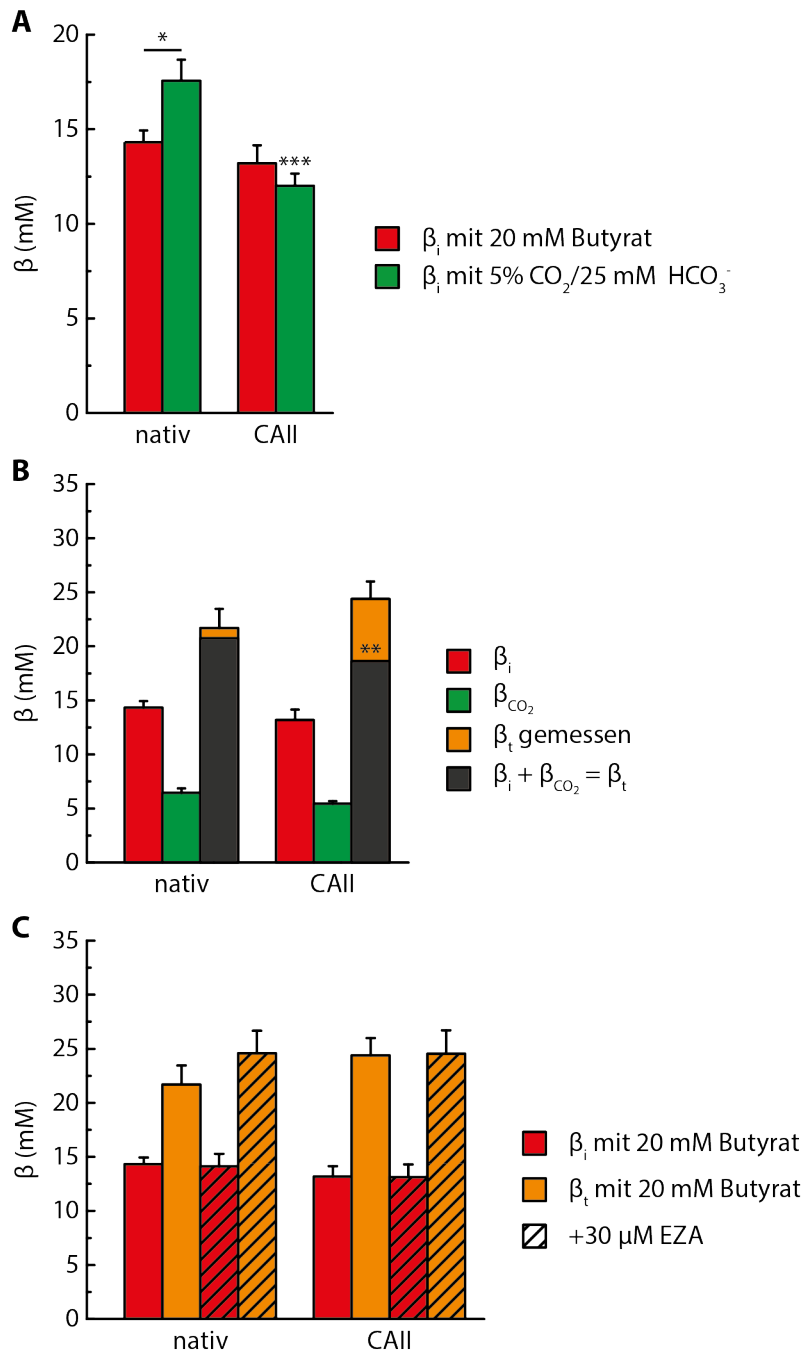 A
20
15
10
5
0
β (mM)
*
***
nativ CAII
βi mit 20 mM Butyrat
βi mit 5% CO2/25 mM HCO3-
B
35
30
25
20
15
10
5
0
β (mM)
**
nativ CAII
βi
βCO2
βt gemessen
βi + βCO2 = βt
C
35
30
25
20
15
10
5
0
β (mM)
nativ CAII
βi mit 20 mM Butyrat
βt mit 20 mM Butyrat
+30 µM EZA